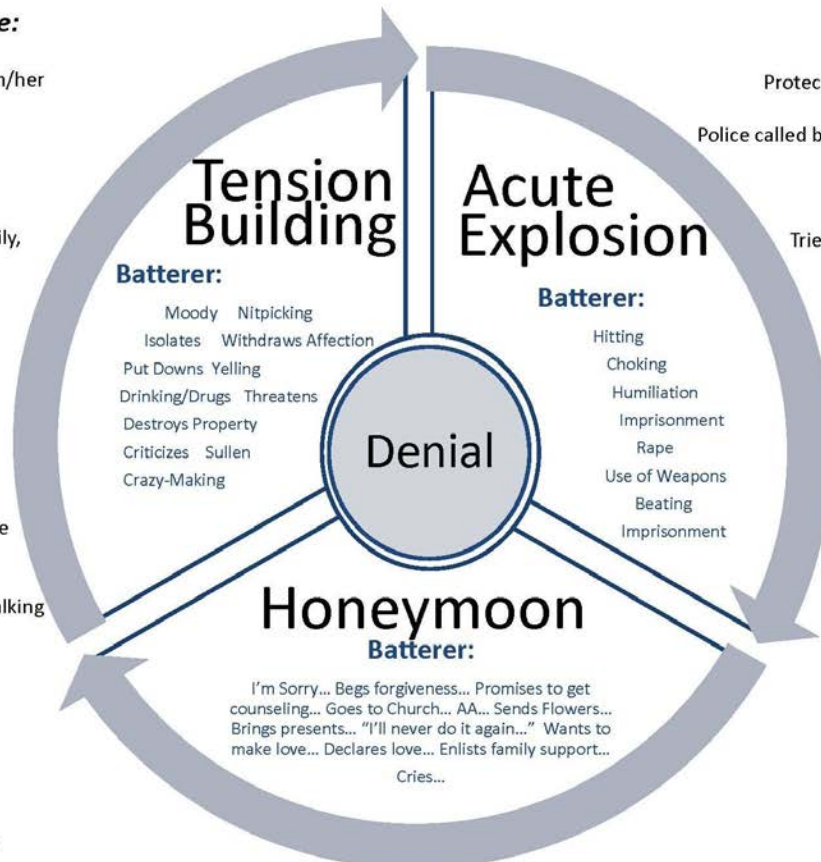 e:
n/her
ily,
e
alking
Tension
Building
Batterer:
Moody Nitpicking
Isolates Withdraws Affection
Put Downs Yelling
Drinking/Drugs Threatens
Destroys Property
Criticizes Sullen
Crazy-Making
Acute
Explosion
Batterer:
Hitting
Choking
Humiliation
Imprisonment
Rape
Use of Weapons
Beating
Imprisonment
Protec
Police called b
Trie
Denial
Honeymoon
Batterer:
I'm Sorry... Begs forgiveness... Promises to get
counseling... Goes to Church... AA... Sends Flowers...
Brings presents... “I'll never do it again...” Wants to
make love... Declares love... Enlists family support...
Cries...